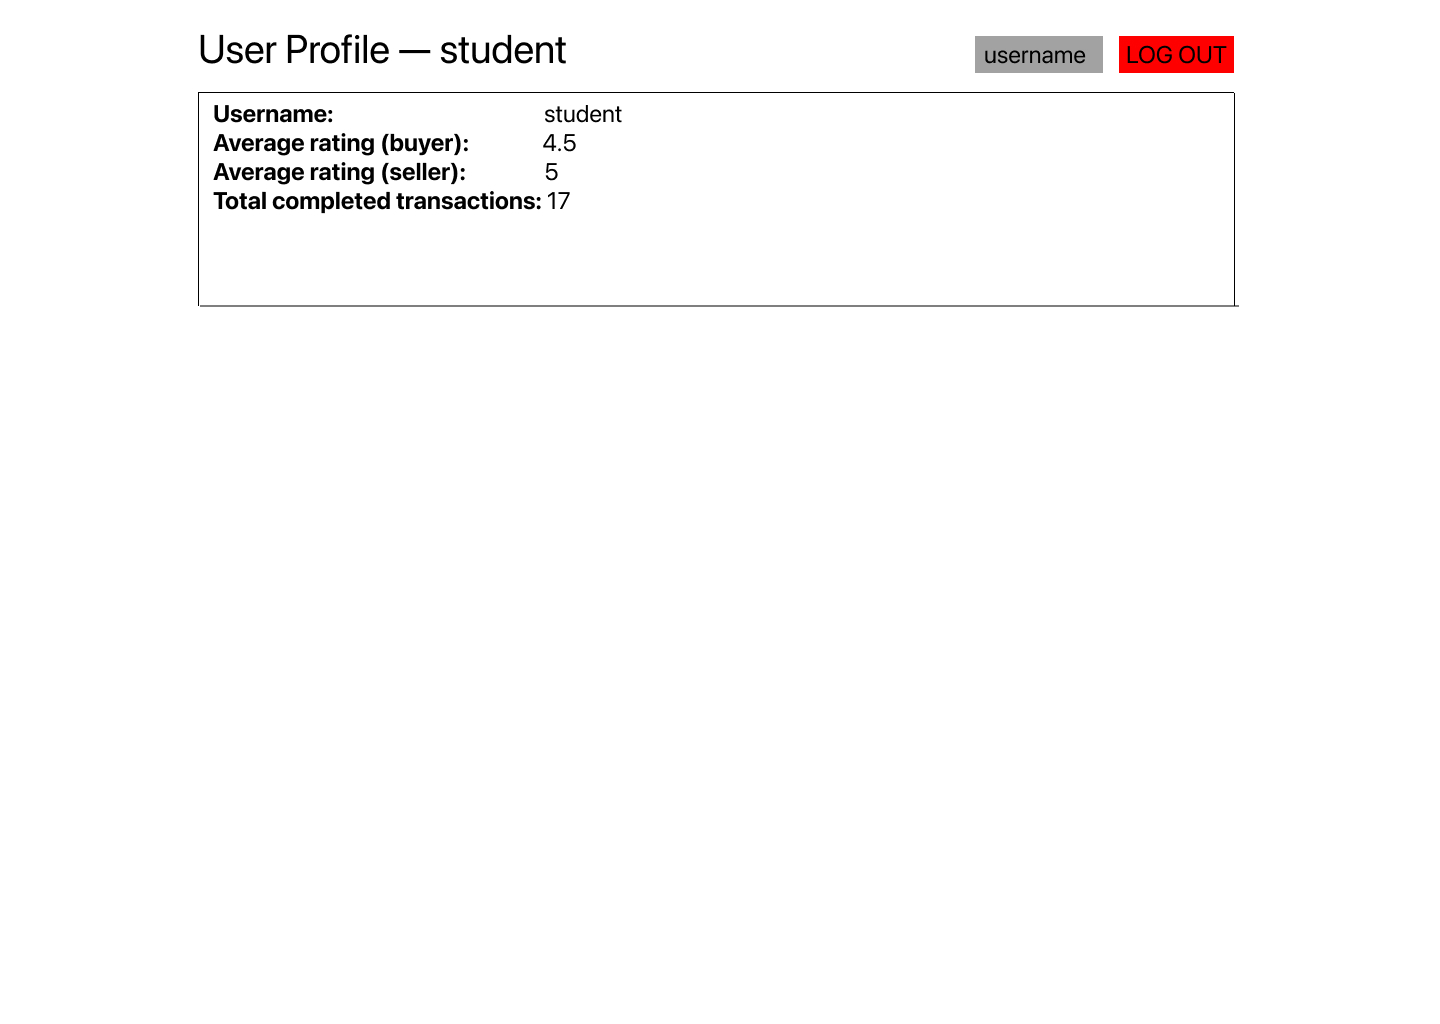 User Profile — student
username
LOG OUT
Username: student
Average rating (buyer): 4.5
Average rating (seller): 5
Total completed transactions: 17